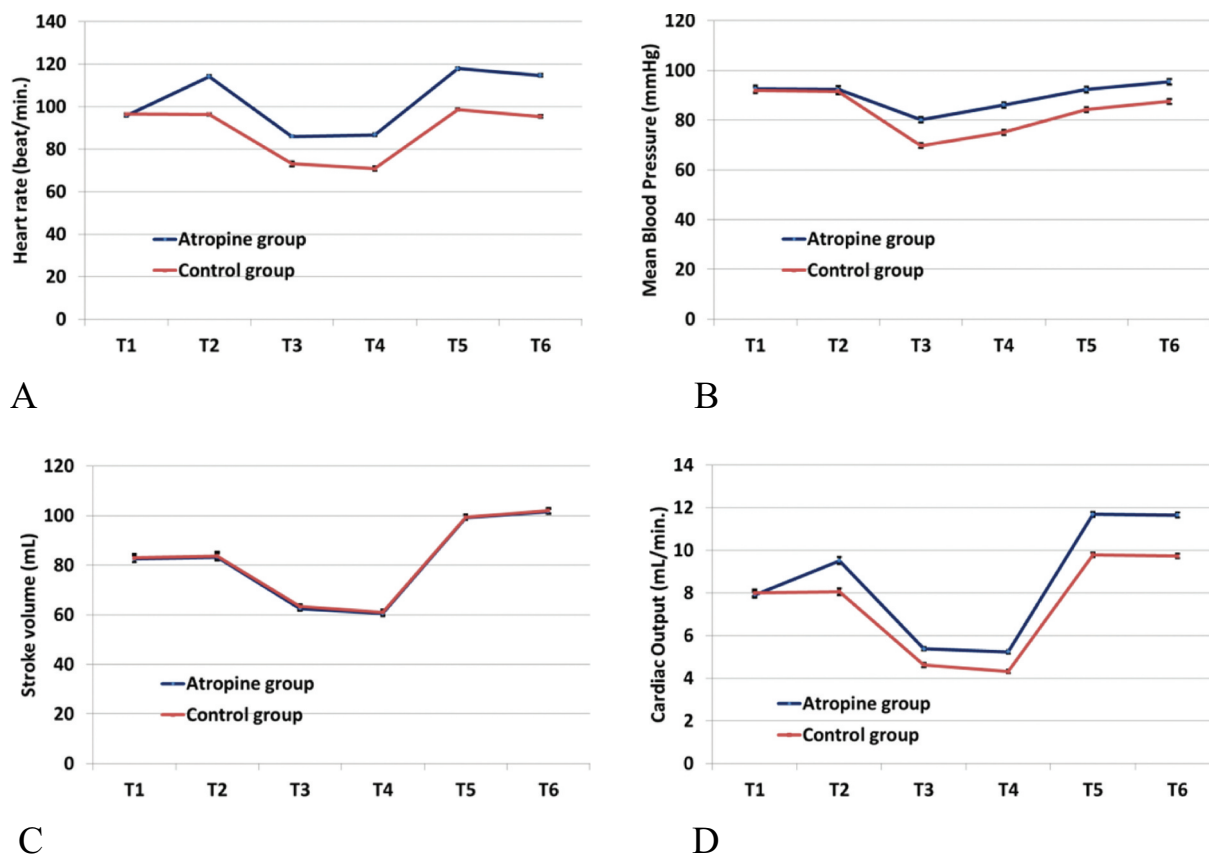 Heart rate (beat/min.)
140
120
100
80
60
40
20
0
Atropine group
Control group
T1 T2 T3 T4 T5 T6
A
Mean Blood Pressure (mmHg)
120
100
80
60
40
20
0
Atropine group
Control group
T1 T2 T3 T4 T5 T6
B
Stroke volume (mL)
120
100
80
60
40
20
0
Atropine group
Control group
T1 T2 T3 T4 T5 T6
C
Cardiac Output (mL/min.)
14
12
10
8
6
4
2
0
Atropine group
Control group
T1 T2 T3 T4 T5 T6
D